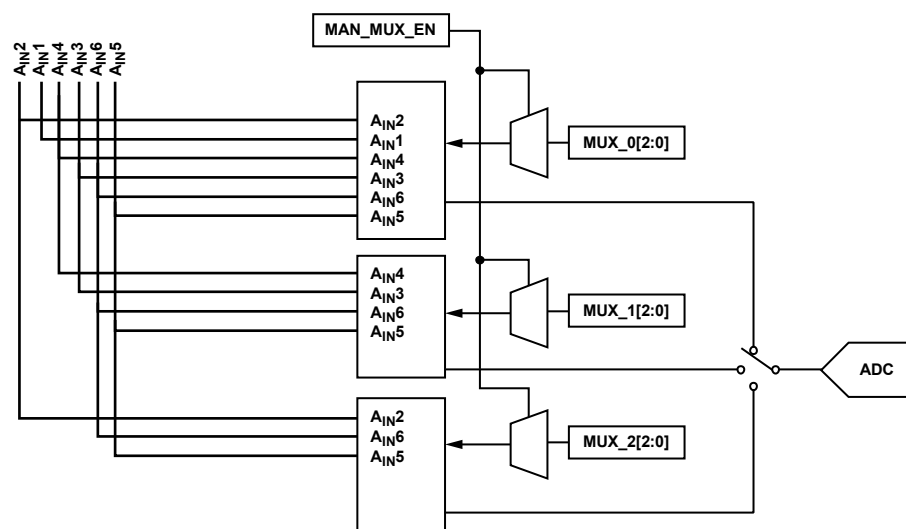 MAN_MUX_EN
AIN2
AIN1
AIN4
AIN3
AIN6
AIN5
AIN2
AIN1
AIN4
AIN3
AIN6
AIN5
MUX_0[2:0]
AIN4
AIN3
AIN6
AIN5
MUX_1[2:0]
ADC
AIN2
AIN6
AIN5
MUX_2[2:0]